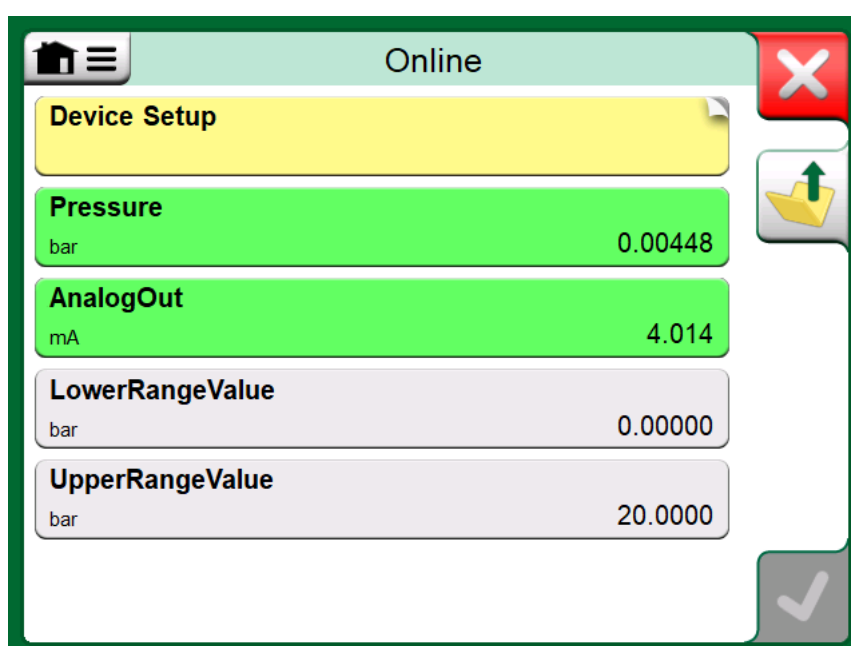 Online
Device Setup
Pressure
bar 0.00448
AnalogOut
mA 4.014
LowerRangeValue
bar 0.00000
UpperRangeValue
bar 20.0000